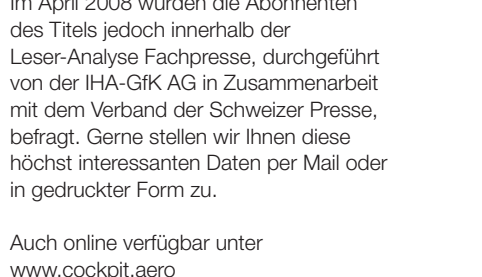 Im April 2008 wurden die Abonnenten
des Titels jedoch innerhalb der
Leser-Analyse Fachpresse, durchgeführt
von der IHA-GfK AG in Zusammenarbeit
mit dem Verband der Schweizer Presse,
befragt. Gerne stellen wir Ihnen diese
höchst interessanten Daten per Mail oder
in gedruckter Form zu.
Auch online verfügbar unter
www.cockpit.aero